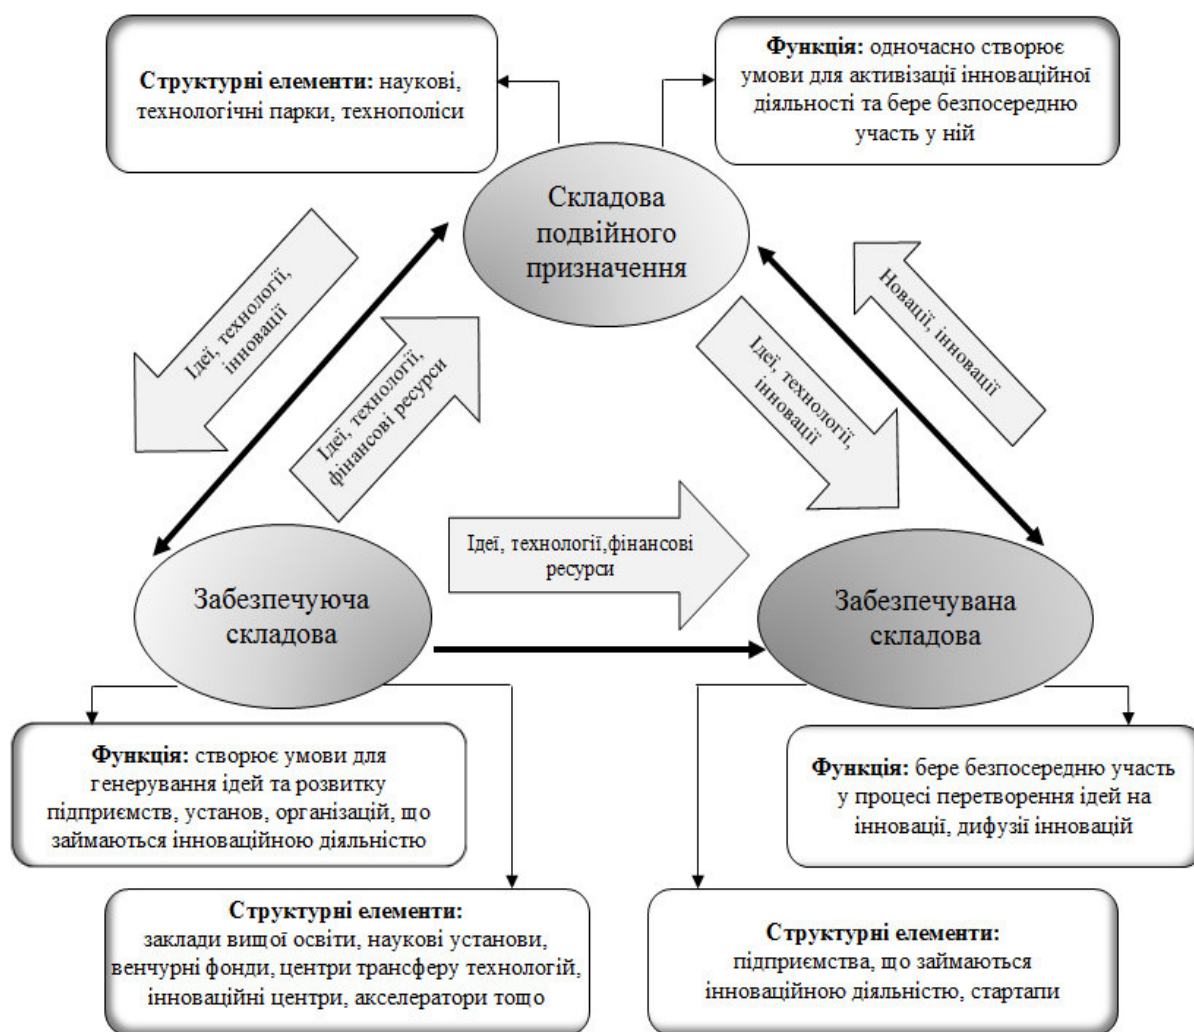 Структурні елементи: наукові,
технологічні парки, технополіси
Функція: одночасно створює
умови для активізації інноваційної
діяльності та бере безпосередню
участь у ній
Складова
подвійного
призначення
Ідеї, технології,
інновації
Ідеї, технології,
фінансові ресурси
Ідеї, технології,
інновації
Новації, інновації
Ідеї, технології,фінансові
ресурси
Забезпечуюча
складова
Забезпечувана
складова
Функція: створює умови для
генерування ідей та розвитку
підприємств, установ, організацій, що
займаються інноваційною діяльністю
Функція: бере безпосередню участь
у процесі перетворення ідей на
інновації, дифузії інновацій
Структурні елементи:
заклади вищої освіти, наукові установи,
венчурні фонди, центри трансферу технологій,
інноваційні центри, акселератори тощо
Структурні елементи:
підприємства, що займаються
інноваційною діяльністю, стартапи